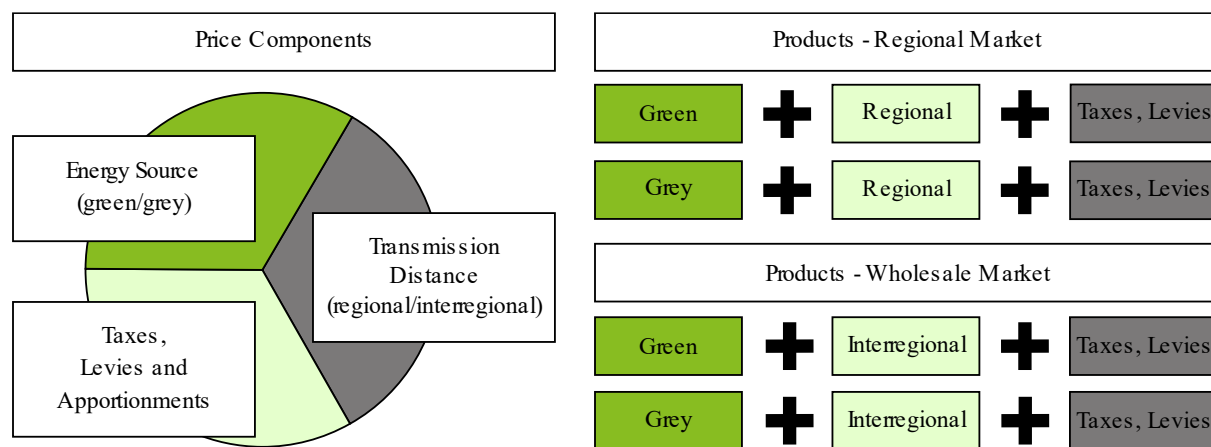 Price Components
Energy Source
(green/grey)
Transmission
Distance
(regional/interregional)
Taxes,
Levies and
Apportionments
Products - Regional Market
Green + Regional + Taxes, Levies
Grey + Regional + Taxes, Levies
Products - Wholesale Market
Green + Interregional + Taxes, Levies
Grey + Interregional + Taxes, Levies